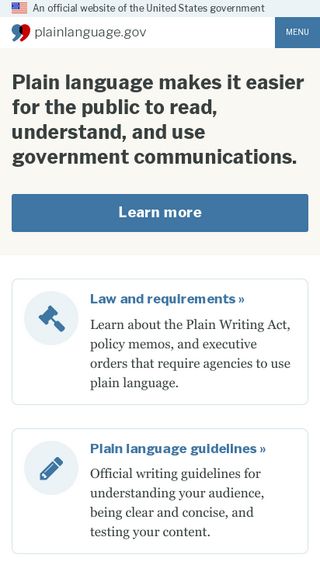 An official website of the United States government
plainlanguage.gov
MENU
Plain language makes it easier
for the public to read,
understand, and use
government communications.
Learn more
Law and requirements »
Learn about the Plain Writing Act,
policy memos, and executive
orders that require agencies to use
plain language.
Plain language guidelines »
Official writing guidelines for
understanding your audience,
being clear and concise, and
testing your content.